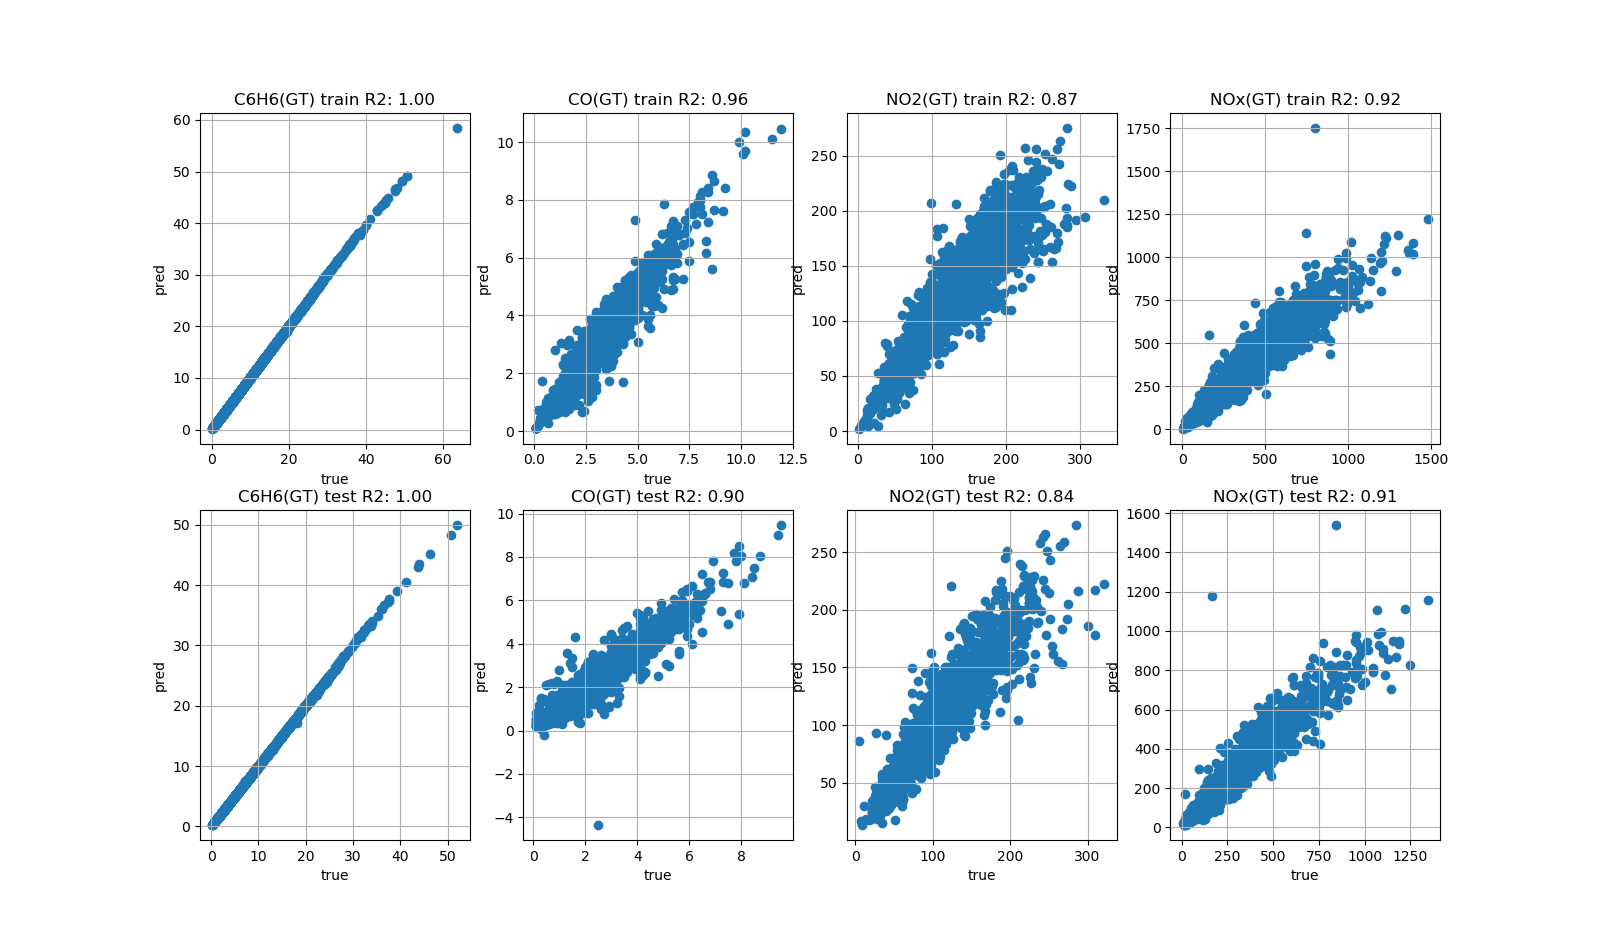 C6H6(GT) train R2: 1.00
60
50
40
30
20
10
0
pred
0 20 40 60
true
CO(GT) train R2: 0.96
10
8
6
4
2
0
pred
0.0 2.5 5.0 7.5 10.0 12.5
true
NO2(GT) train R2: 0.87
250
200
150
100
50
0
pred
0 100 200 300
true
NOx(GT) train R2: 0.92
1750
1500
1250
1000
750
500
250
0
pred
0 500 1000 1500
true
C6H6(GT) test R2: 1.00
50
40
30
20
10
0
pred
0 10 20 30 40 50
true
CO(GT) test R2: 0.90
10
8
6
4
2
0
−2
−4
pred
0 2 4 6 8
true
NO2(GT) test R2: 0.84
250
200
150
100
50
pred
0 100 200 300
true
NOx(GT) test R2: 0.91
1600
1400
1200
1000
800
600
400
200
0
pred
0 250 500 750 1000 1250
true